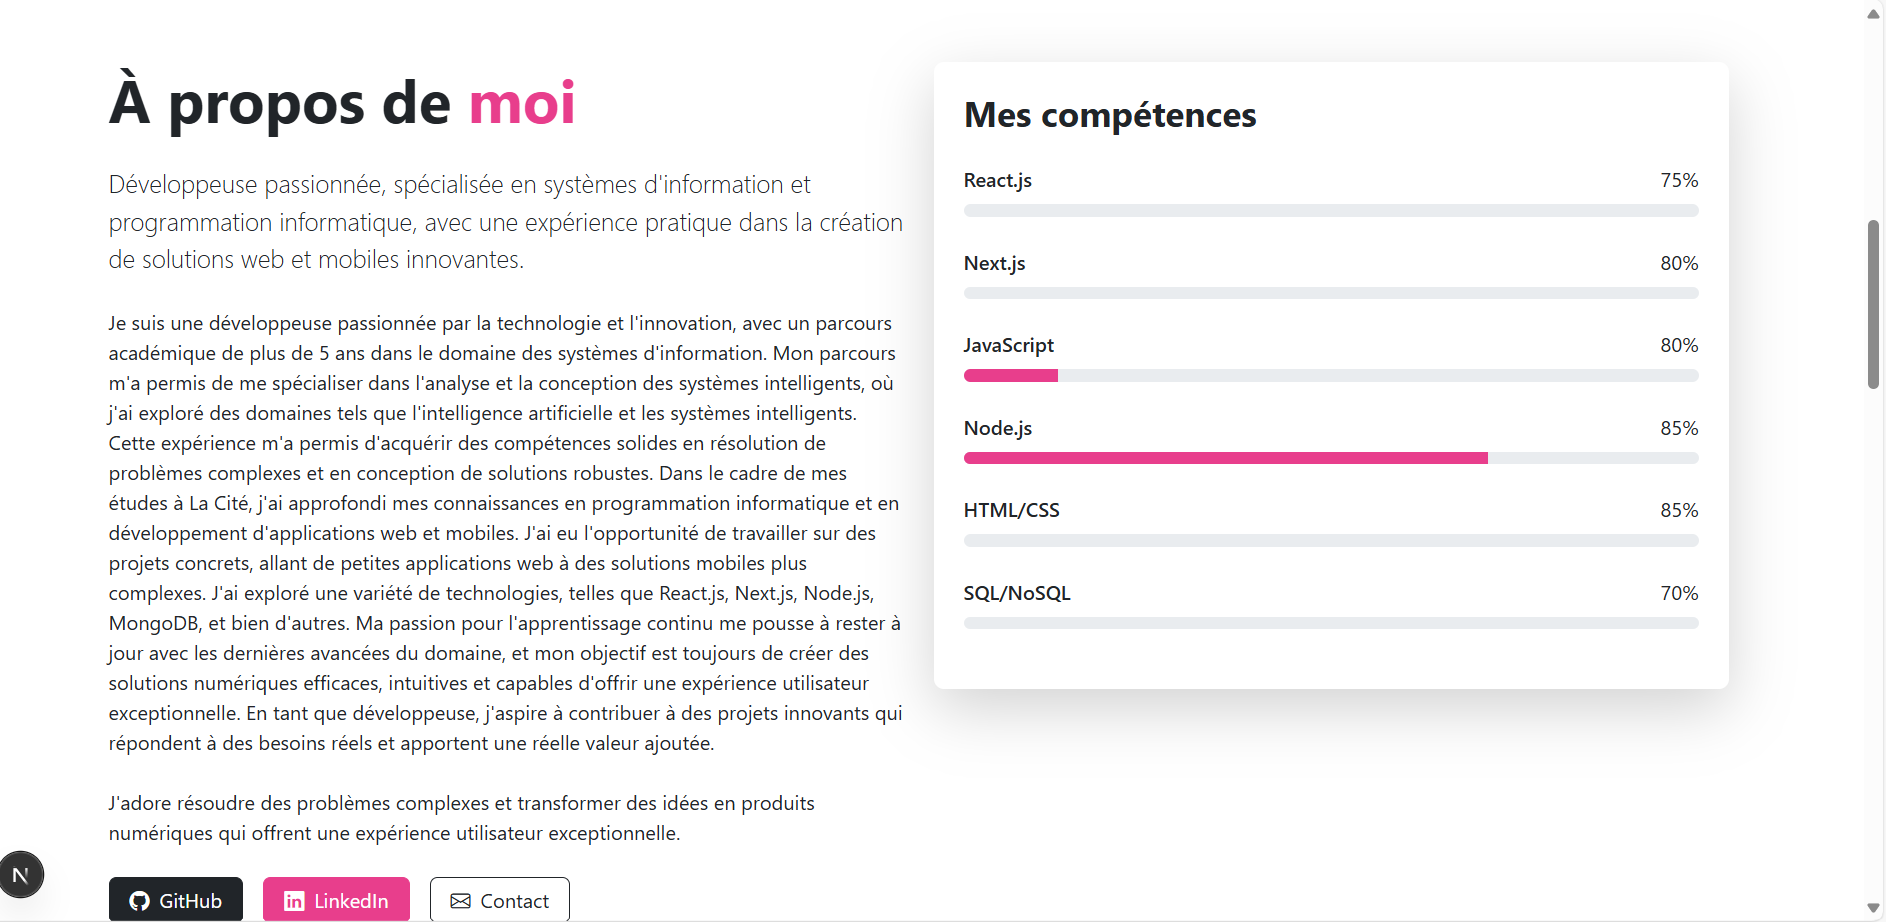 À propos de moi
Développeuse passionnée, spécialisée en systèmes d'information et
programmation informatique, avec une expérience pratique dans la création
de solutions web et mobiles innovantes.
Je suis une développeuse passionnée par la technologie et l'innovation, avec un parcours
académique de plus de 5 ans dans le domaine des systèmes d'information. Mon parcours
m'a permis de me spécialiser dans l'analyse et la conception des systèmes intelligents, où
j'ai exploré des domaines tels que l'intelligence artificielle et les systèmes intelligents.
Cette expérience m'a permis d'acquérir des compétences solides en résolution de
problèmes complexes et en conception de solutions robustes. Dans le cadre de mes
études à La Cité, j'ai approfondi mes connaissances en programmation informatique et en
développement d'applications web et mobiles. J'ai eu l'opportunité de travailler sur des
projets concrets, allant de petites applications web à des solutions mobiles plus
complexes. J'ai exploré une variété de technologies, telles que React.js, Next.js, Node.js,
MongoDB, et bien d'autres. Ma passion pour l'apprentissage continu me pousse à rester à
jour avec les dernières avancées du domaine, et mon objectif est toujours de créer des
solutions numériques efficaces, intuitives et capables d'offrir une expérience utilisateur
exceptionnelle. En tant que développeuse, j'aspire à contribuer à des projets innovants qui
répondent à des besoins réels et apportent une réelle valeur ajoutée.
J'adore résoudre des problèmes complexes et transformer des idées en produits
numériques qui offrent une expérience utilisateur exceptionnelle.
N
GitHub
in LinkedIn
Contact
Mes compétences
React.js 75%
Next.js 80%
JavaScript 80%
Node.js 85%
HTML/CSS 85%
SQL/NoSQL 70%